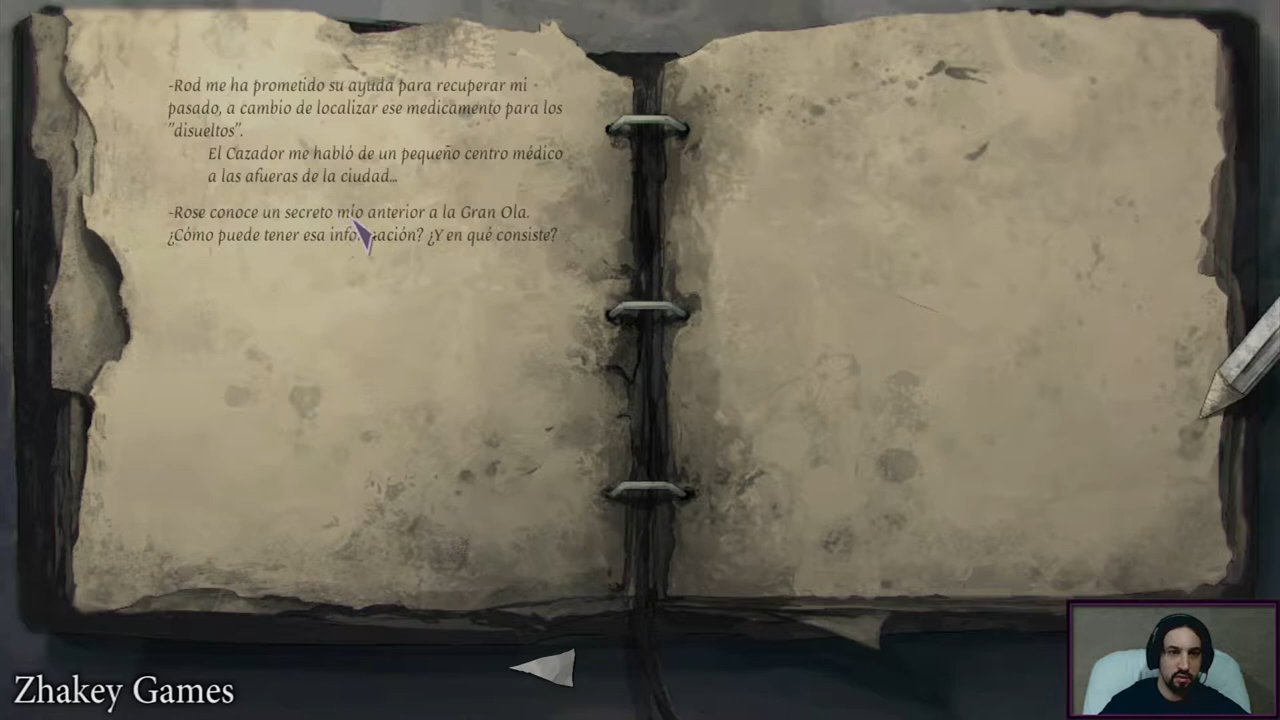 -Rod me ha prometido su ayuda para recuperar mi
pasado, a cambio de localizar ese medicamento para los
"disueltos".
El Cazador me habló de un pequeño centro médico
a las afueras de la ciudad...
-Rose conoce un secreto mío anterior a la Gran Ola.
¿Cómo puede tener esa información? ¿Y en qué consiste?
Zhakey Games